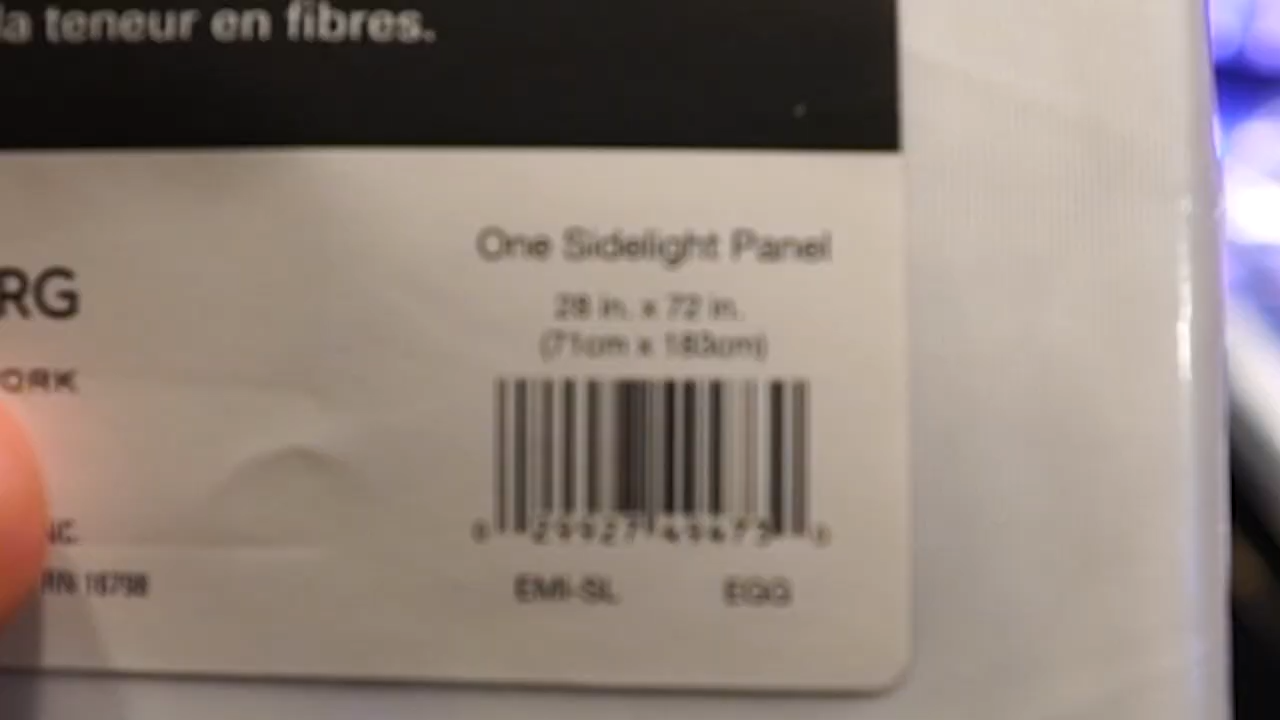 la teneur en fibres.
One Sidelight Panel
28 in. x 72 in.
(71cm x 183cm)
RG
ORK
NC.
RN 16798
EMI-SL EGG